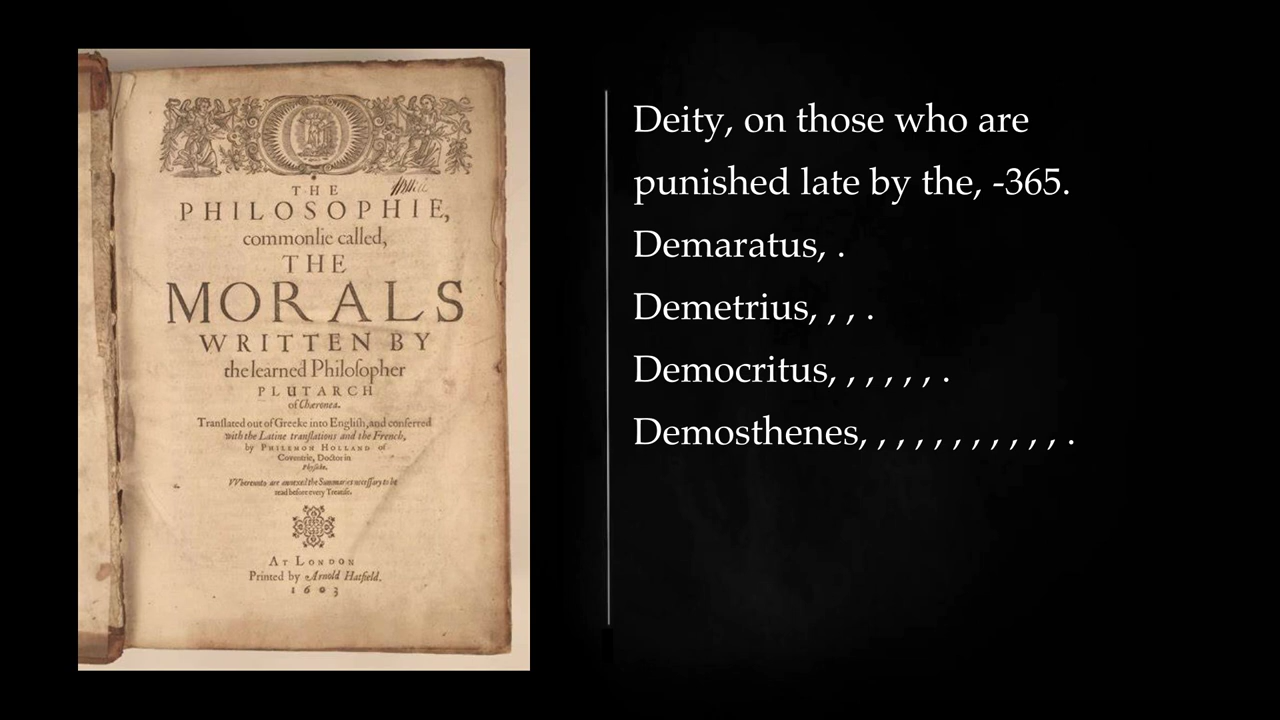 THE
PHILOSOPHIE,
commonlie called,
THE
MORALS
WRITTEN BY
the learned Philosopher
PLUTARCH
of Chæronea.
Translated out of Greeke into English, and conferred
with the Latine translations and the French,
by PHILEMON HOLLAND of
Coventrie, Doctor in
Physicke.
VVhereunto are annexed the Summaries necessary to be
read before every Treatise.
AT LONDON
Printed by Arnold Hatfield.
1603
Deity, on those who are
punished late by the, -365.
Demaratus, .
Demetrius, , , .
Democritus, , , , , , .
Demosthenes, , , , , , , , , , , .